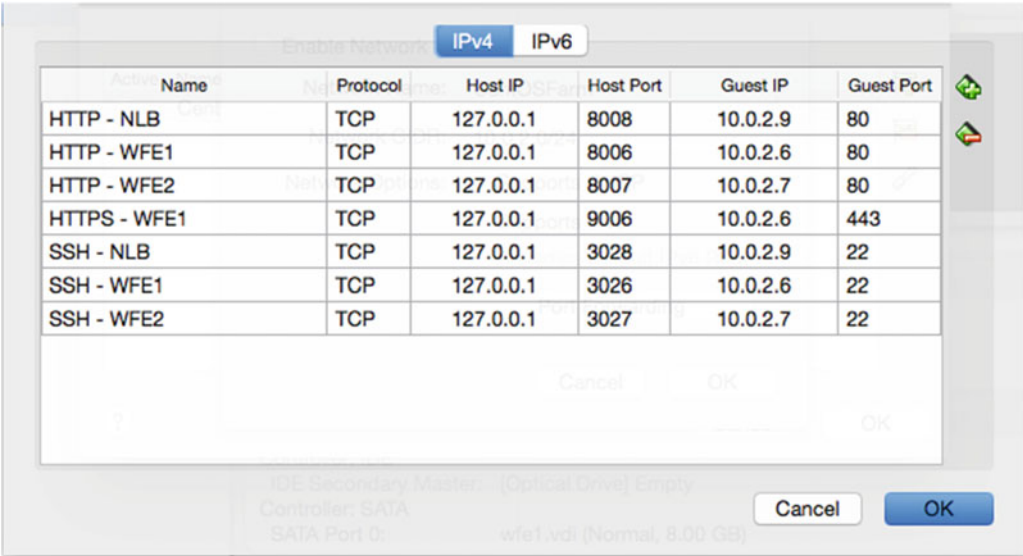 IPv4 IPv6
Name Protocol Host IP Host Port Guest IP Guest Port
HTTP - NLB TCP 127.0.0.1 8008 10.0.2.9 80
HTTP - WFE1 TCP 127.0.0.1 8006 10.0.2.6 80
HTTP - WFE2 TCP 127.0.0.1 8007 10.0.2.7 80
HTTPS - WFE1 TCP 127.0.0.1 9006 10.0.2.6 443
SSH - NLB TCP 127.0.0.1 3028 10.0.2.9 22
SSH - WFE1 TCP 127.0.0.1 3026 10.0.2.6 22
SSH - WFE2 TCP 127.0.0.1 3027 10.0.2.7 22
Cancel OK
? OK
IDE Secondary Master: [Optical Drive] Empty
Controller: SATA
SATA Port 0: wfe1.vdi (Normal, 8.00 GB)
Cancel OK